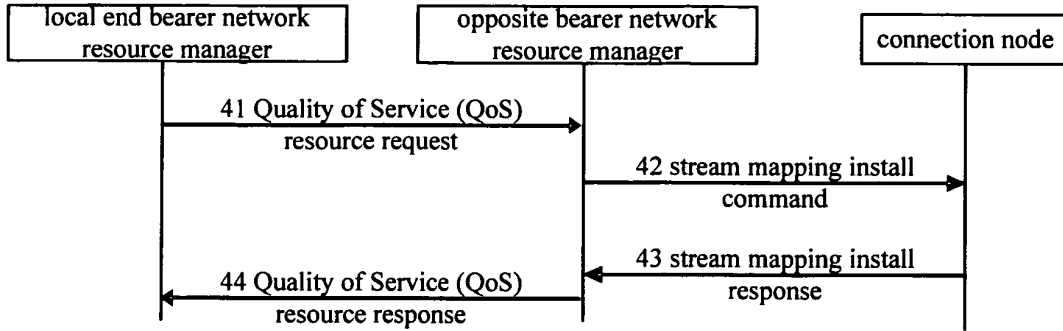 local end bearer network
resource manager
opposite bearer network
resource manager
connection node
41 Quality of Service (QoS)
resource request
42 stream mapping install
command
43 stream mapping install
response
44 Quality of Service (QoS)
resource response